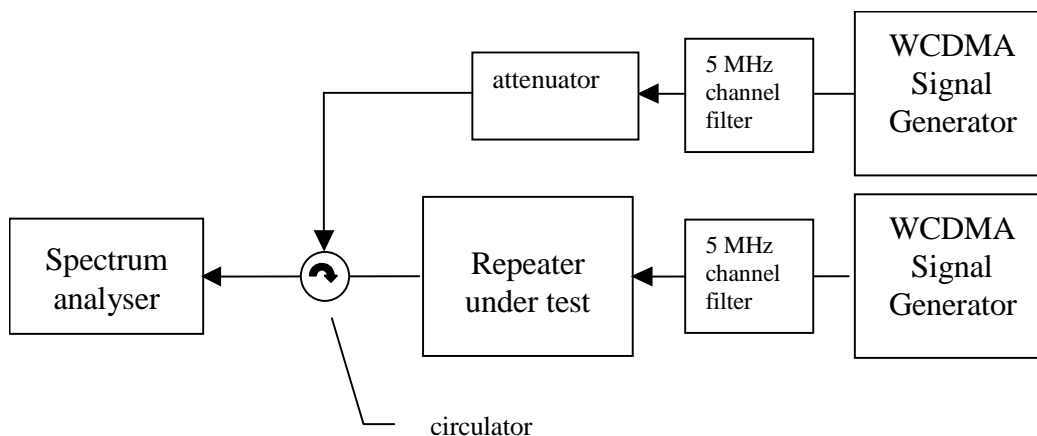 attenuator
5 MHz
channel
filter
WCDMA
Signal
Generator
Spectrum
analyser
Repeater
under test
5 MHz
channel
filter
WCDMA
Signal
Generator
circulator